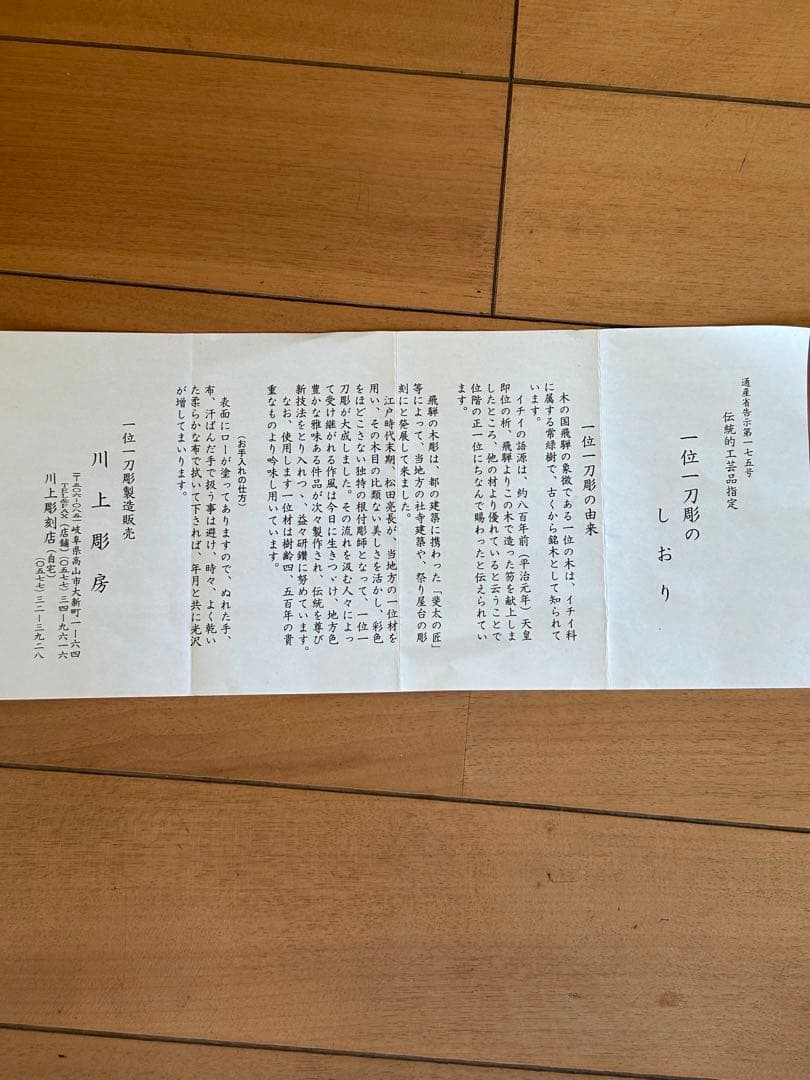 通産省告示第一七五号
伝統的工芸品指定
一位一刀彫の
しおり
一位一刀彫の由来
木の国飛騨の象徴である一位の木は、イチイ科
に属する常緑樹で、古くから銘木として知られて
います。
イチイの語源は、約八百年前（平治元年）天皇
即位の析、飛騨よりこの木で造った笏を献上しま
したところ、他の材より優れていると云うことで
位階の正一位にちなんで賜わったと伝えられてい
ます。
飛騨の木彫は、都の建築に携わった「斐太の匠」
等によって、当地方の社寺建築や、祭り屋台の彫
刻にと発展して来ました。
江戸時代末期、松田亮長が、当地方の一位材を
用い、その木目の比類ない美しさを活かし、彩色
をほどこさない独特の根付彫師となって、一位一
刀彫が大成しました。その流れを汲む人々によっ
て受け継がれる作風は今日に生きつゞけ、地方色
豊かな雅味ある件品が次々製作され、伝統を尊び
新技法をとり入れつゝ、益々研鑽に努めています。
なお、使用します一位材は樹齢四、五百年の貴
重なものより吟味し用いています。
（お手入れの仕方）
表面にローが塗ってありますので、ぬれた手、
布、汗ばんだ手で扱う事は避け、時々、よく乾い
た柔らかな布で拭いて下されば、年月と共に光沢
が増してまいります。
一位一刀彫製造販売
川上彫房
〒五〇六-〇八五一岐阜県高山市大新町一-六四
TEL&FAX（店舗）（〇五七七）三四-九六一六
川上彫刻店（自宅）（〇五七七）三二-三九二八